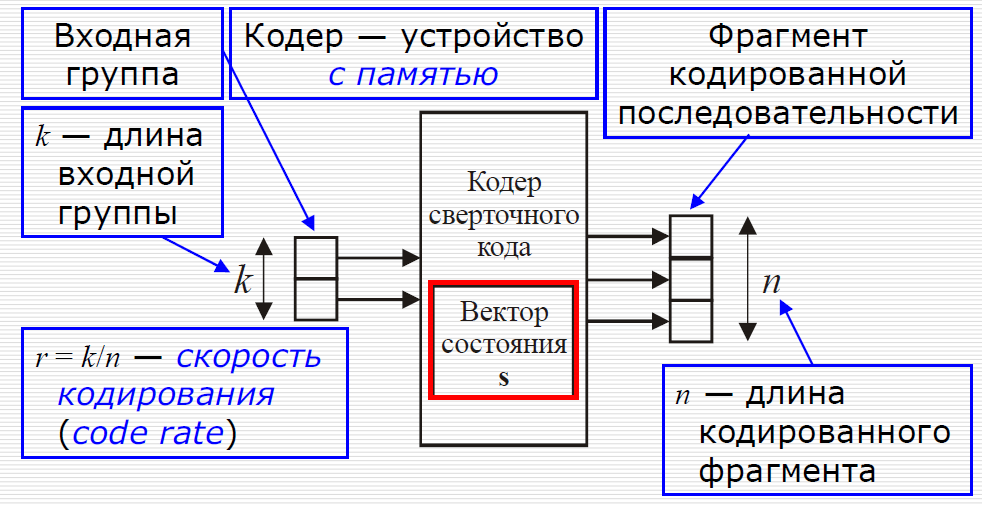 Входная
группа
Кодер — устройство
с памятью
Фрагмент
кодированной
последовательности
k — длина
входной
группы
Кодер
сверточного
кода
k
n
Вектор
состояния
s
r = k/n — скорость
кодирования
(code rate)
n — длина
кодированного
фрагмента